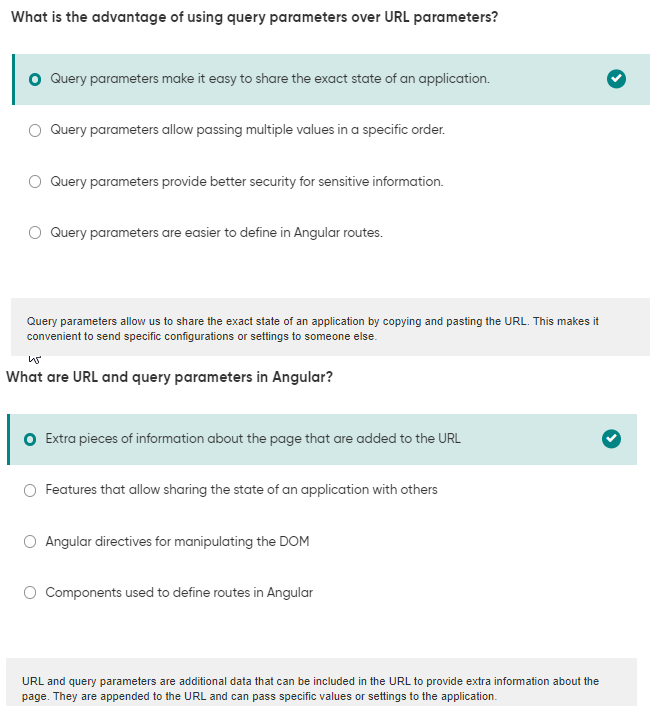 What is the advantage of using query parameters over URL parameters?
Query parameters make it easy to share the exact state of an application.
Query parameters allow passing multiple values in a specific order.
Query parameters provide better security for sensitive information.
Query parameters are easier to define in Angular routes.
Query parameters allow us to share the exact state of an application by copying and pasting the URL. This makes it
convenient to send specific configurations or settings to someone else.
What are URL and query parameters in Angular?
Extra pieces of information about the page that are added to the URL
Features that allow sharing the state of an application with others
Angular directives for manipulating the DOM
Components used to define routes in Angular
URL and query parameters are additional data that can be included in the URL to provide extra information about the
page. They are appended to the URL and can pass specific values or settings to the application.